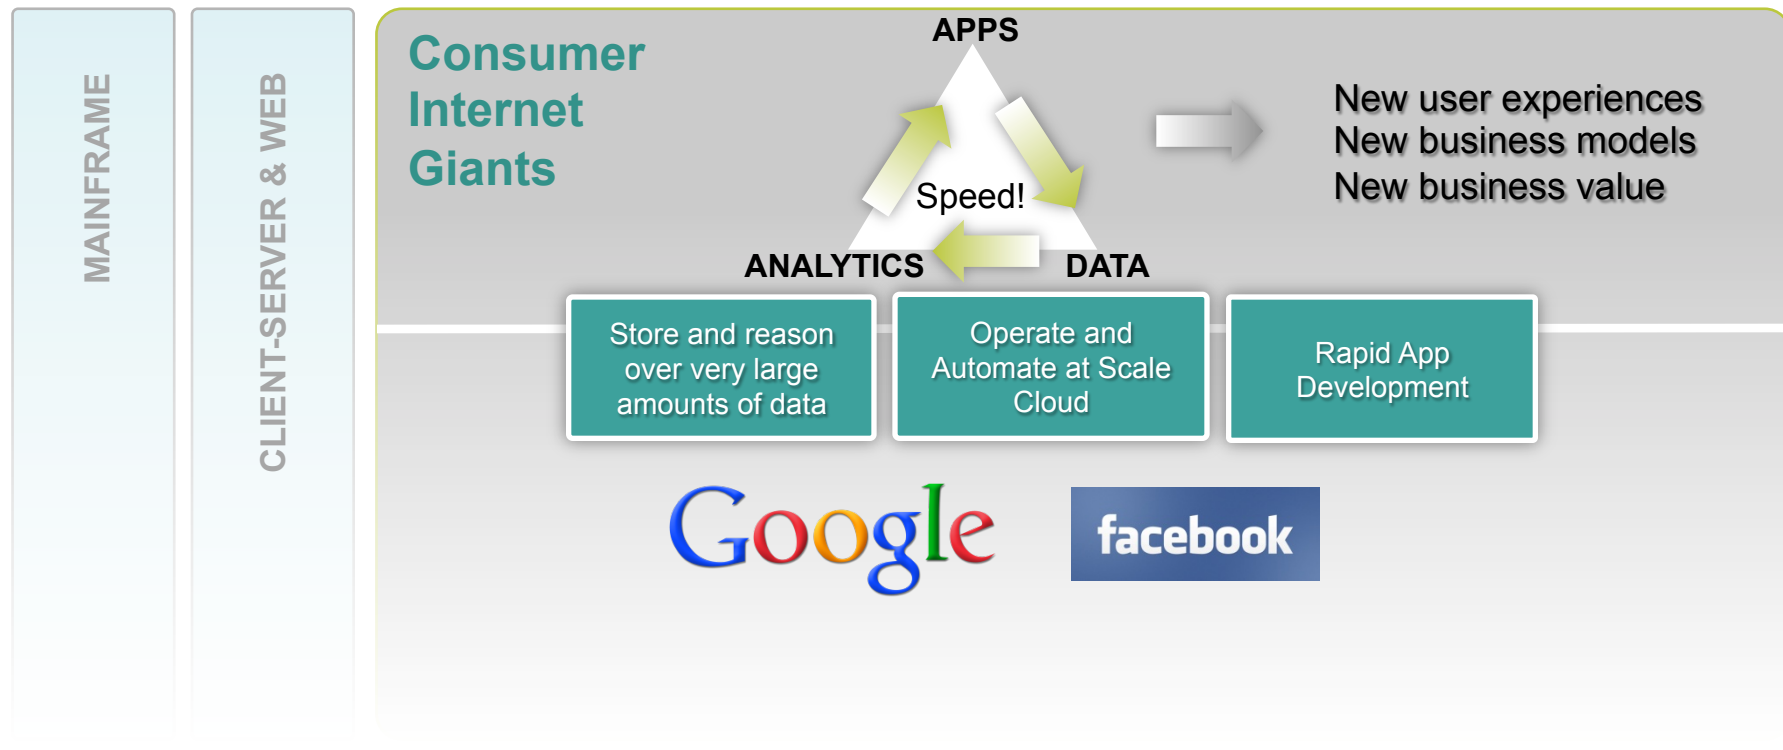 MAINFRAME
CLIENT-SERVER & WEB
Consumer
Internet
Giants
APPS
Speed!
ANALYTICS
DATA
New user experiences
New business models
New business value
Store and reason
over very large
amounts of data
Operate and
Automate at Scale
Cloud
Rapid App
Development
Google
facebook